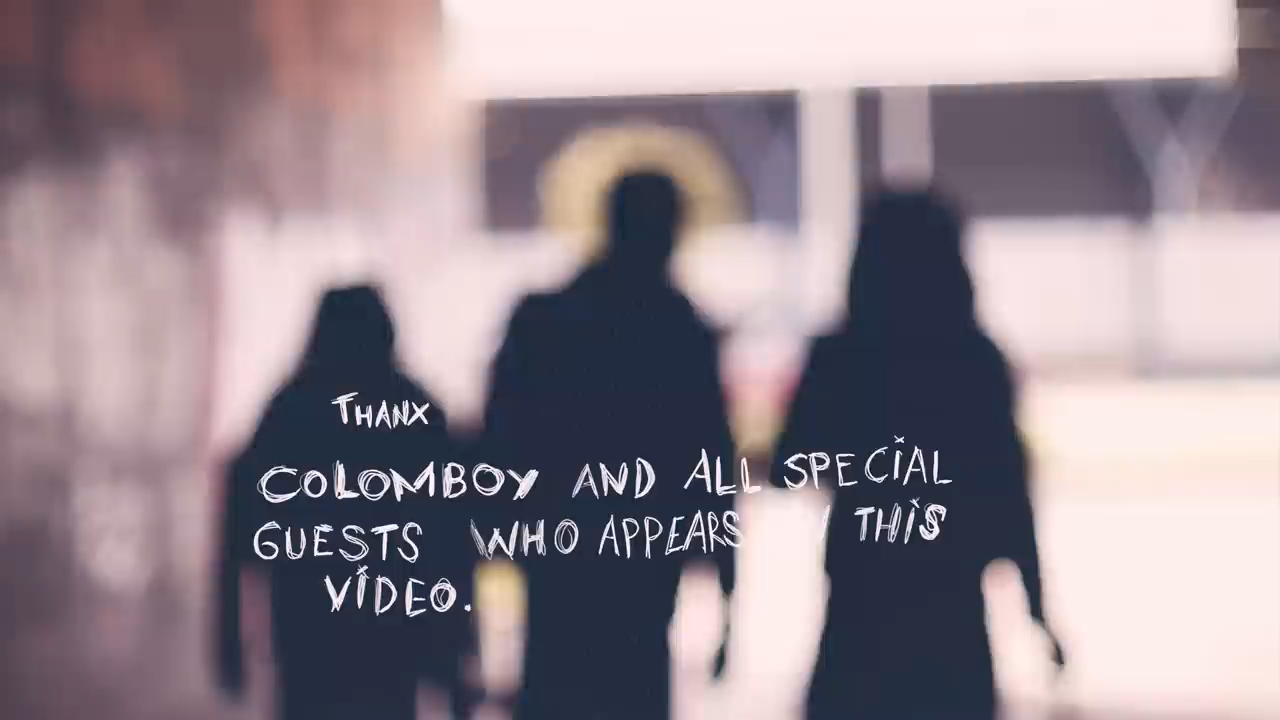 THANX
COLOMBOY AND ALL SPECIAL
GUESTS WHO APPEARS THIS
VIDEO.